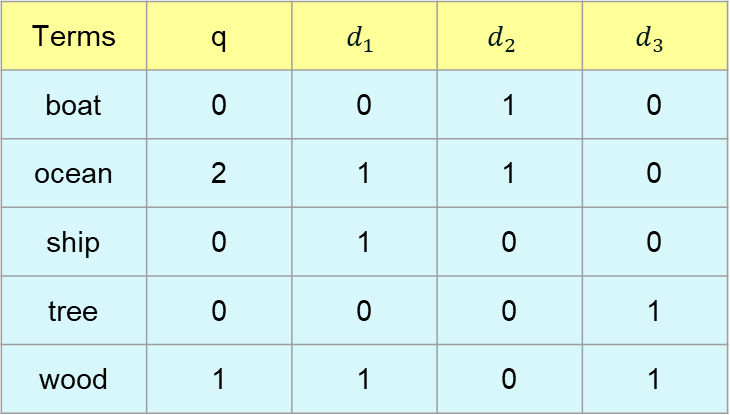 Terms q d₁ d₂ d₃
boat 0 0 1 0
ocean 2 1 1 0
ship 0 1 0 0
tree 0 0 0 1
wood 1 1 0 1